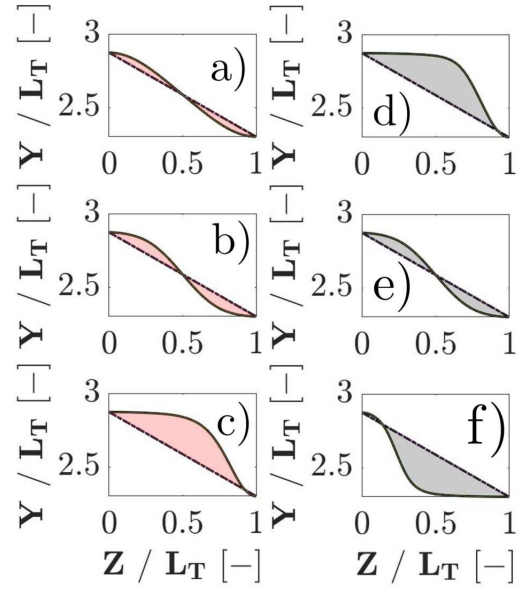 Y / L_T [−]
3
2.5
a)
0 0.5 1
Y / L_T [−]
3
2.5
d)
0 0.5 1
Y / L_T [−]
3
2.5
b)
0 0.5 1
Y / L_T [−]
3
2.5
e)
0 0.5 1
Y / L_T [−]
3
2.5
c)
0 0.5 1
Z / L_T [−]
Y / L_T [−]
3
2.5
f)
0 0.5 1
Z / L_T [−]